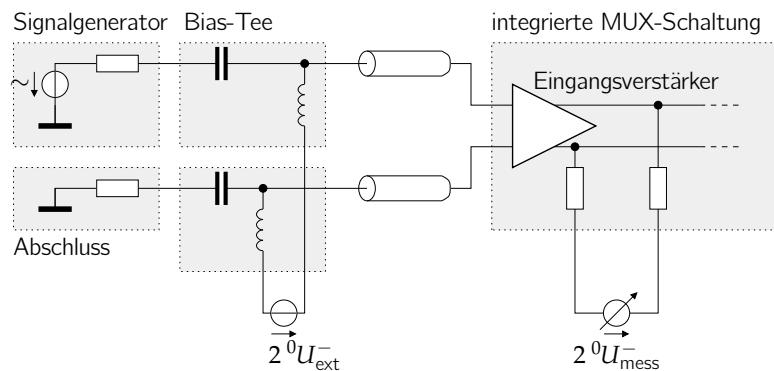 Signalgenerator
Bias-Tee
integrierte MUX-Schaltung
Eingangsverstärker
~
Abschluss
2 ⁰U⁻ext
2 ⁰U⁻mess